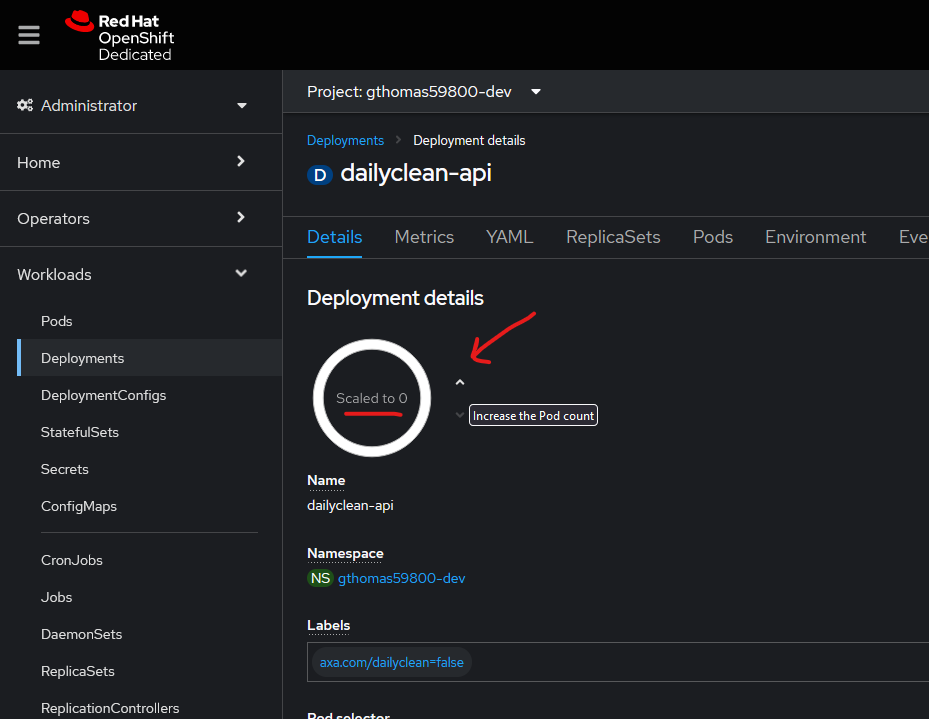 Red Hat
OpenShift
Dedicated
Administrator
Project: gthomas59800-dev
Home
Operators
Workloads
Pods
Deployments
DeploymentConfigs
StatefulSets
Secrets
ConfigMaps
CronJobs
Jobs
DaemonSets
ReplicaSets
ReplicationControllers
Deployments
Deployment details
D dailyclean-api
Details Metrics YAML ReplicaSets Pods Environment Eve
Deployment details
Scaled to 0
Increase the Pod count
Name
dailyclean-api
Namespace
NS gthomas59800-dev
Labels
axa.com/dailyclean=false
Pod selector